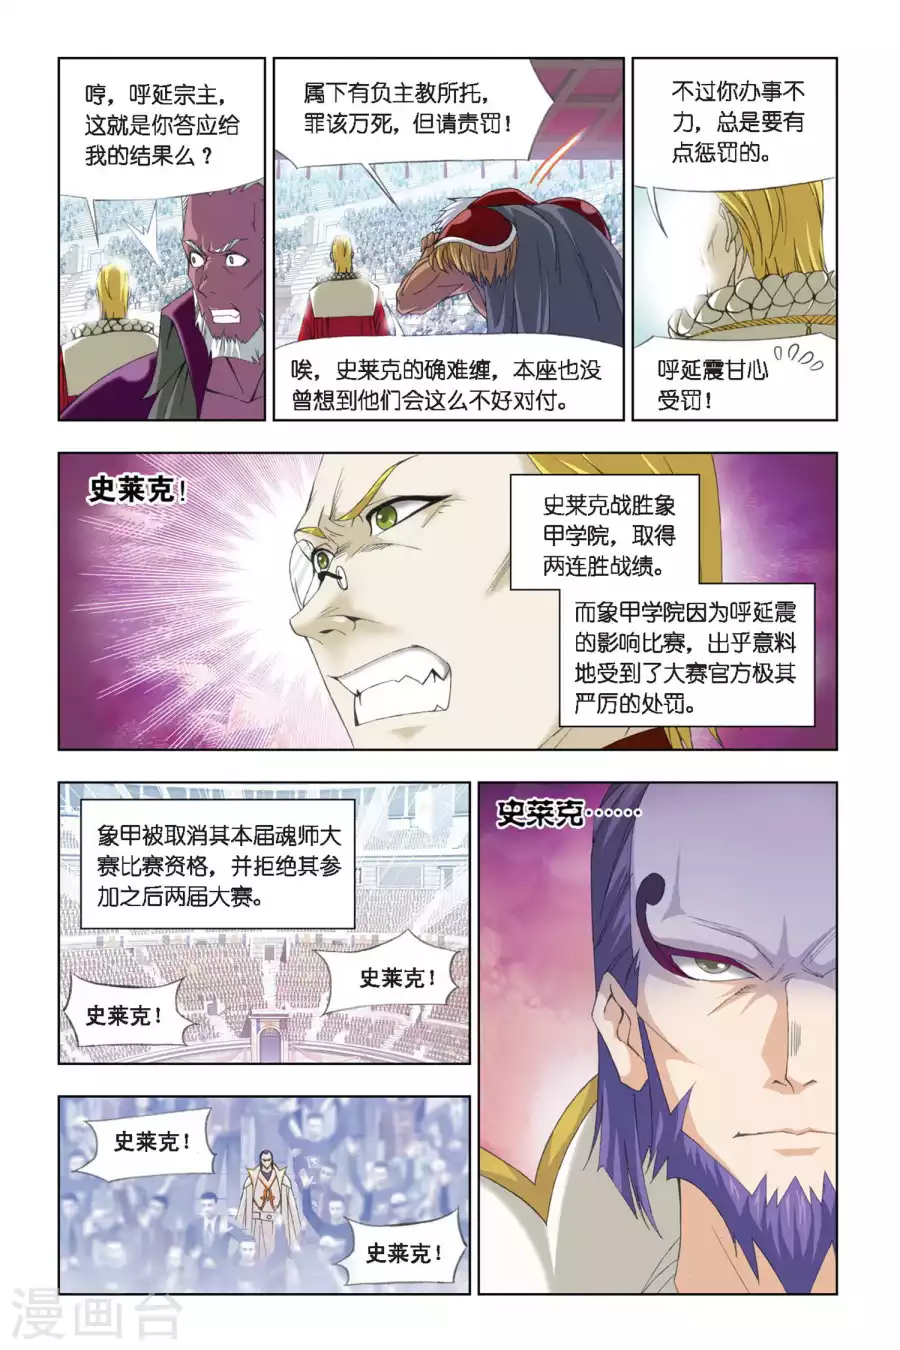 哼，呼延宗主，
这就是你答应给
我的结果么？
属下有负主教所托，
罪该万死，但请责罚！
唉，史莱克的确难缠，本座也没
曾想到他们会这么不好对付。
不过你办事不
力，总是要有
点惩罚的。
呼延震甘心
受罚！
史莱克！
史莱克战胜象
甲学院，取得
两连胜战绩。
而象甲学院因为呼延震
的影响比赛，出乎意料
地受到了大赛官方极其
严厉的处罚。
象甲被取消其本届魂师大
赛比赛资格，并拒绝其参
加之后两届大赛。
史莱克！
史莱克！
史莱克！
史莱克！
史莱克……
漫画台